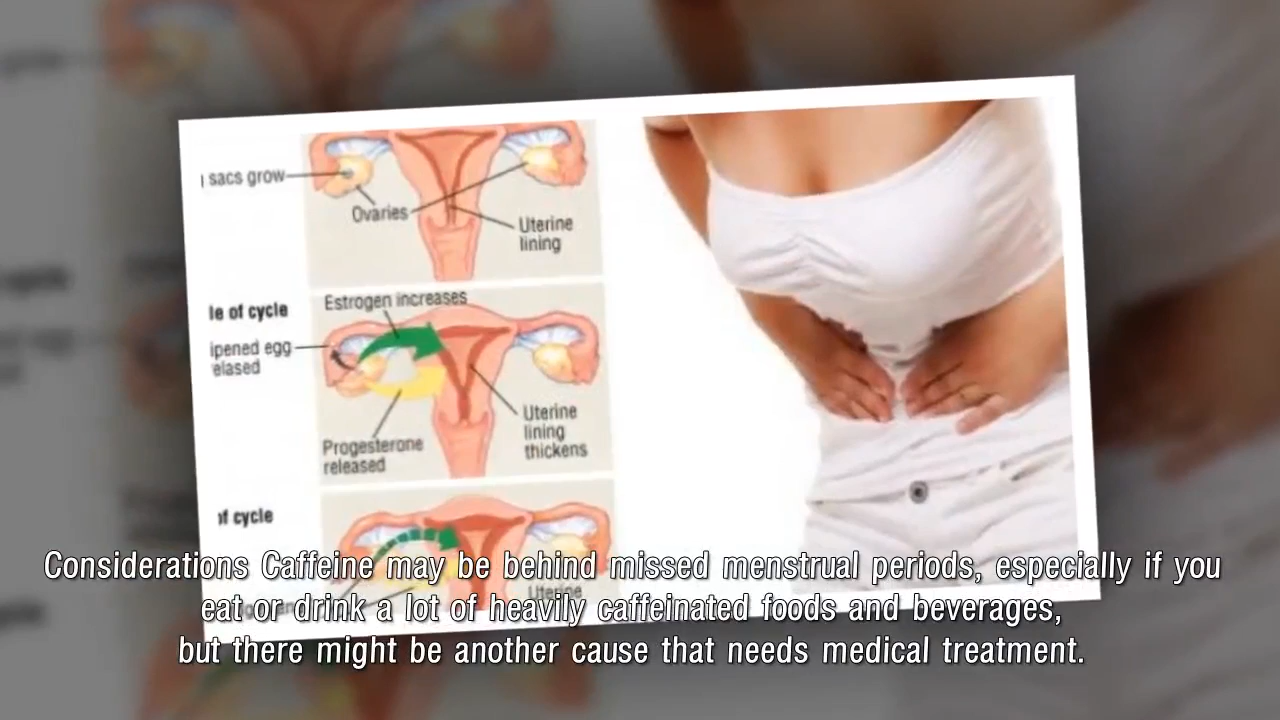 sacs grow
Ovaries
Uterine
lining
le of cycle
Estrogen increases
ipened egg
elased
Uterine
lining
thickens
Progesterone
released
of cycle
Considerations Caffeine may be behind missed menstrual periods, especially if you
eat or drink a lot of heavily caffeinated foods and beverages,
Uterine
but there might be another cause that needs medical treatment.